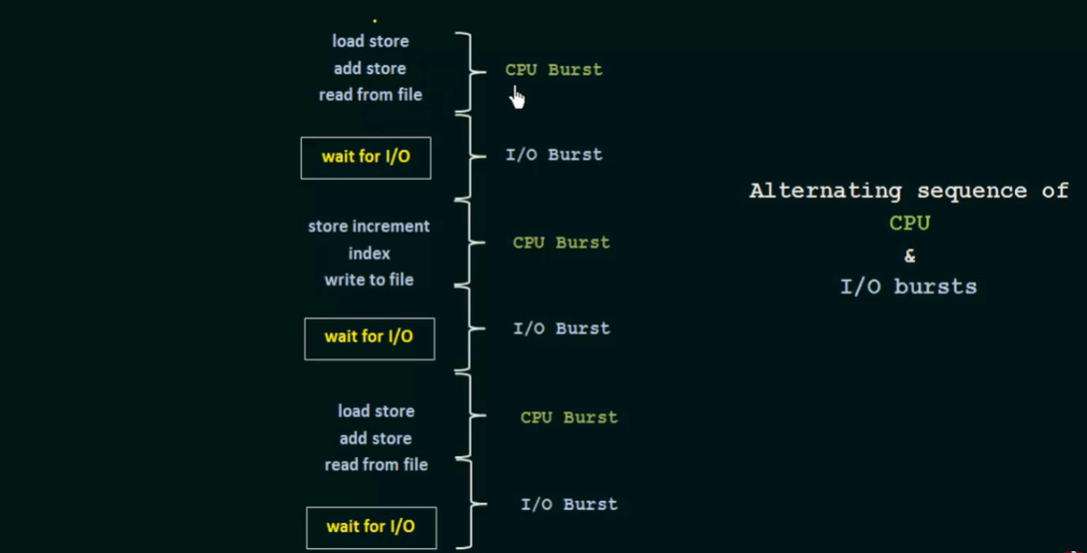 load store
add store
read from file
CPU Burst
wait for I/O
I/O Burst
store increment
index
write to file
CPU Burst
wait for I/O
I/O Burst
load store
add store
read from file
CPU Burst
wait for I/O
I/O Burst
Alternating sequence of
CPU
&
I/O bursts